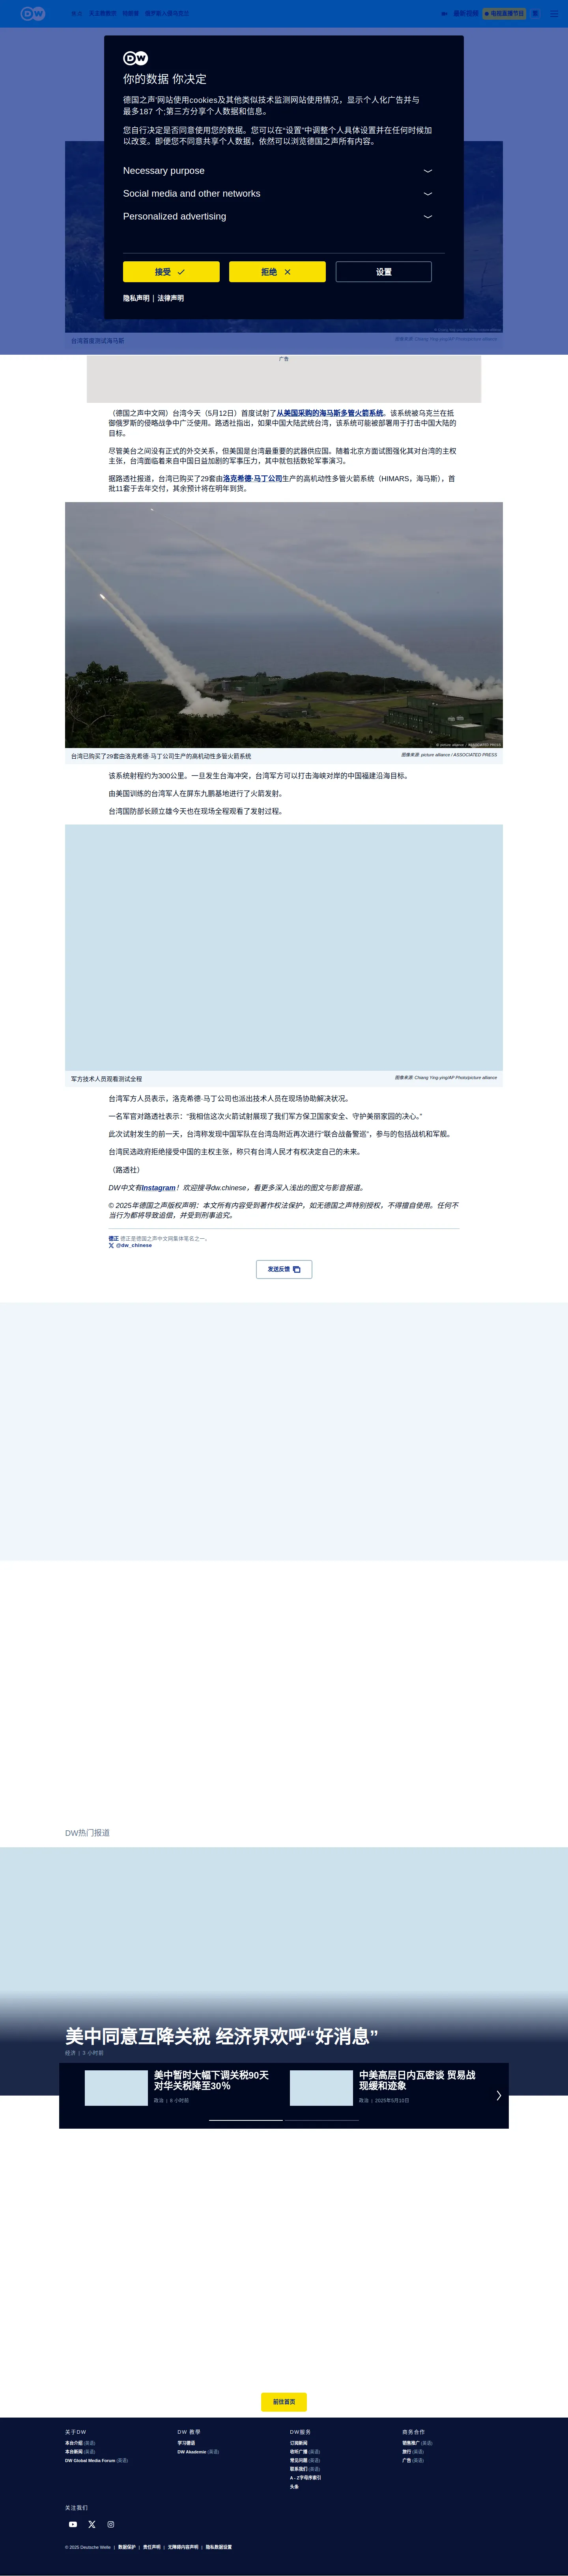 DW
最新视频
电视直播节目
DW
你的数据 你决定
德国之声'网站使用cookies及其他类似技术监测网站使用情况，显示个人化广告并与
最多187 个;第三方分享个人数据和信息。
您自行决定是否同意使用您的数据。您可以在“设置”中调整个人具体设置并在任何时候加
以改变。即使您不同意共享个人数据，依然可以浏览德国之声所有内容。
Necessary purpose
Social media and other networks
Personalized advertising
接受
拒绝
设置
隐私声明 | 法律声明
台湾首度测试海马斯
图像来源: Chiang Ying-ying/AP Photo/picture alliance
广告
（德国之声中文网）台湾今天（5月12日）首度试射了从美国采购的海马斯多管火箭系统。该系统被乌克兰在抵
御俄罗斯的侵略战争中广泛使用。路透社指出，如果中国大陆武统台湾，该系统可能被部署用于打击中国大陆的
目标。
尽管美台之间没有正式的外交关系，但美国是台湾最重要的武器供应国。随着北京方面试图强化其对台湾的主权
主张，台湾面临着来自中国日益加剧的军事压力，其中就包括数轮军事演习。
据路透社报道，台湾已购买了29套由洛克希德·马丁公司生产的高机动性多管火箭系统（HIMARS，海马斯），首
批11套于去年交付，其余预计将在明年到货。
© picture alliance / ASSOCIATED PRESS
台湾已购买了29套由洛克希德·马丁公司生产的高机动性多管火箭系统
图像来源: picture alliance / ASSOCIATED PRESS
该系统射程约为300公里。一旦发生台海冲突，台湾军方可以打击海峡对岸的中国福建沿海目标。
由美国训练的台湾军人在屏东九鹏基地进行了火箭发射。
台湾国防部长顾立雄今天也在现场全程观看了发射过程。
军方技术人员观看测试全程
图像来源: Chiang Ying-ying/AP Photo/picture alliance
台湾军方人员表示，洛克希德·马丁公司也派出技术人员在现场协助解决状况。
一名军官对路透社表示：“我相信这次火箭试射展现了我们军方保卫国家安全、守护美丽家园的决心。”
此次试射发生的前一天，台湾称发现中国军队在台湾岛附近再次进行“联合战备警巡”，参与的包括战机和军舰。
台湾民选政府拒绝接受中国的主权主张，称只有台湾人民才有权决定自己的未来。
（路透社）
DW中文有Instagram！欢迎搜寻dw.chinese，看更多深入浅出的图文与影音报道。
© 2025年德国之声版权声明：本文所有内容受到著作权法保护，如无德国之声特别授权，不得擅自使用。任何不
当行为都将导致追偿，并受到刑事追究。
德正 德正是德国之声中文网集体笔名之一。
@dw_chinese
发送反馈
DW热门报道
美中同意互降关税 经济界欢呼“好消息”
经济 | 3 小时前
美中暂时大幅下调关税90天
对华关税降至30%
政治 | 6 小时前
中美高层日内瓦密谈 贸易战
现缓和迹象
政治 | 2025年5月10日
前往首页
关于DW
本台介绍 (英语)
本台新闻 (英语)
DW Global Media Forum (英语)
DW 教學
学习德语
DW Akademie (英语)
DW服务
订阅新闻
收听广播 (英语)
常见问题 (英语)
联系我们 (英语)
A - Z字母序索引
头条
商务合作
销售推广 (英语)
旅行 (英语)
广告 (英语)
关注我们
© 2025 Deutsche Welle | 数据保护 | 责任声明 | 无障碍内容声明 | 隐私数据设置